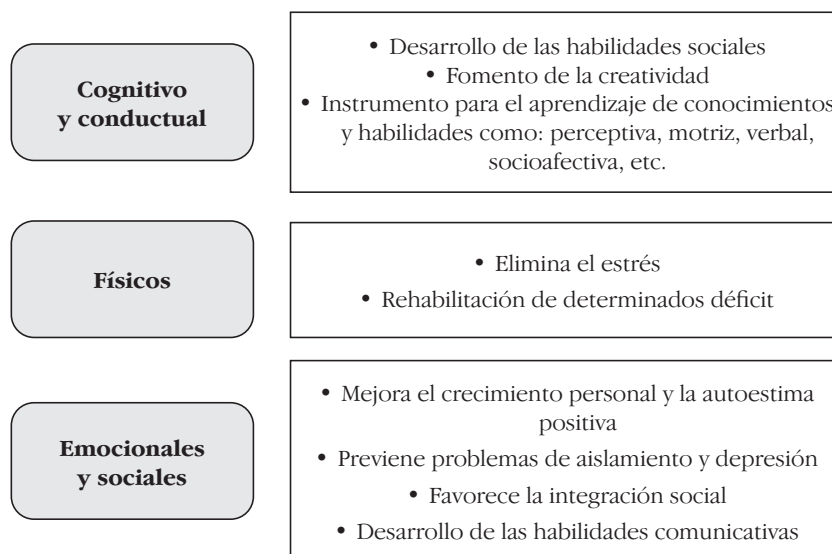 Cognitivo
y conductual
• Desarrollo de las habilidades sociales
• Fomento de la creatividad
• Instrumento para el aprendizaje de conocimientos
y habilidades como: perceptiva, motriz, verbal,
socioafectiva, etc.
Físicos
• Elimina el estrés
• Rehabilitación de determinados déficit
Emocionales
y sociales
• Mejora el crecimiento personal y la autoestima
positiva
• Previene problemas de aislamiento y depresión
• Favorece la integración social
• Desarrollo de las habilidades comunicativas